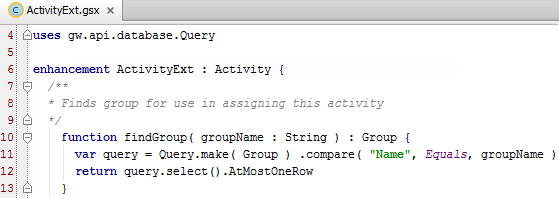 ActivityExt.gsx
4 uses gw.api.database.Query
5
6 enhancement ActivityExt : Activity {
7 /**
8 * Finds group for use in assigning this activity
9 */
10 function findGroup( groupName : String ) : Group {
11 var query = Query.make( Group ) .compare( "Name", Equals, groupName )
12 return query.select().AtMostOneRow
13 }